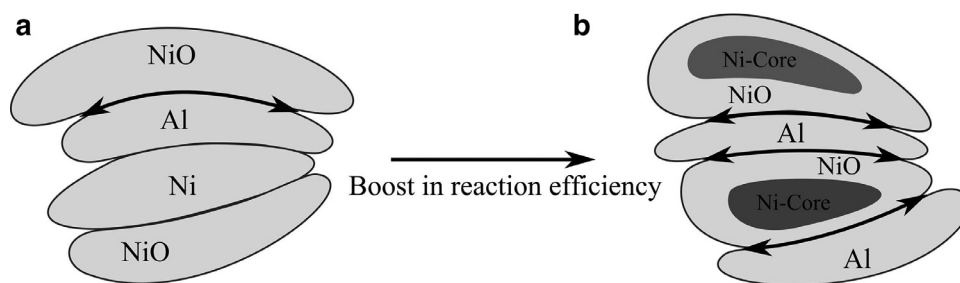 a
NiO
Al
Ni
NiO
Boost in reaction efficiency
b
Ni-Core
NiO
Al
NiO
Ni-Core
Al